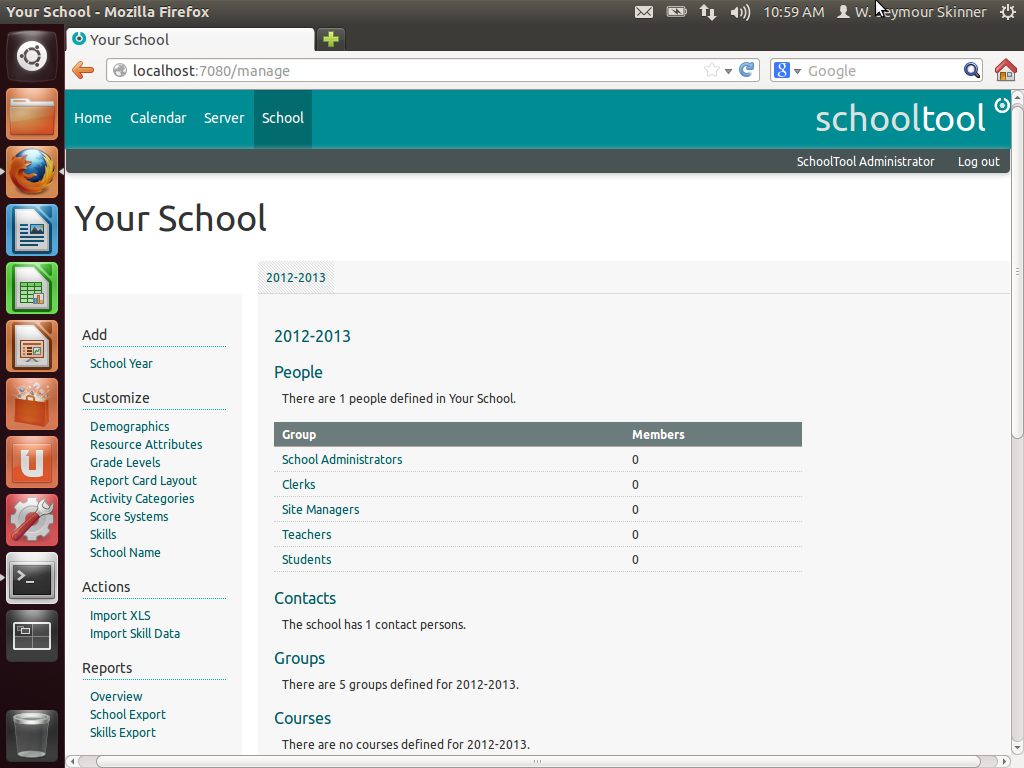 Your School - Mozilla Firefox
10:59 AM W. Seymour Skinner
Your School
localhost:7080/manage
Google
Home Calendar Server School
schooltool
SchoolTool Administrator Log out
Your School
2012-2013
Add
School Year
Customize
Demographics
Resource Attributes
Grade Levels
Report Card Layout
Activity Categories
Score Systems
Skills
School Name
Actions
Import XLS
Import Skill Data
Reports
Overview
School Export
Skills Export
2012-2013
People
There are 1 people defined in Your School.
Group Members
School Administrators 0
Clerks 0
Site Managers 0
Teachers 0
Students 0
Contacts
The school has 1 contact persons.
Groups
There are 5 groups defined for 2012-2013.
Courses
There are no courses defined for 2012-2013.